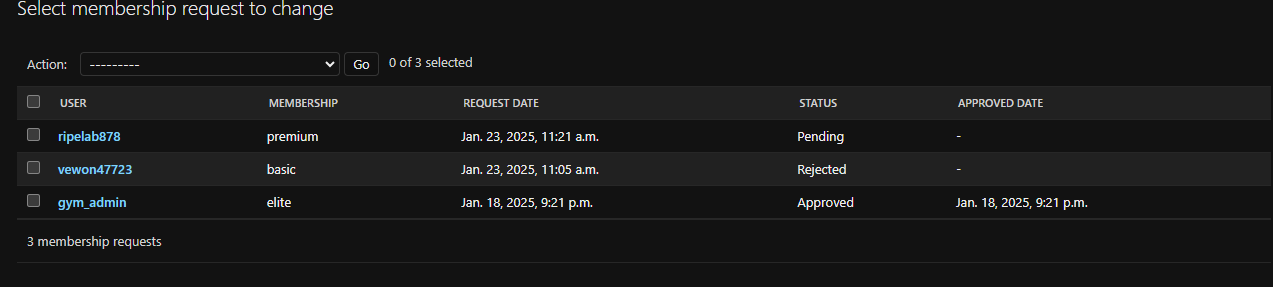 Select membership request to change
Action: --------- Go 0 of 3 selected
USER MEMBERSHIP REQUEST DATE STATUS APPROVED DATE
ripelab878 premium Jan. 23, 2025, 11:21 a.m. Pending -
vewon47723 basic Jan. 23, 2025, 11:05 a.m. Rejected -
gym_admin elite Jan. 18, 2025, 9:21 p.m. Approved Jan. 18, 2025, 9:21 p.m.
3 membership requests